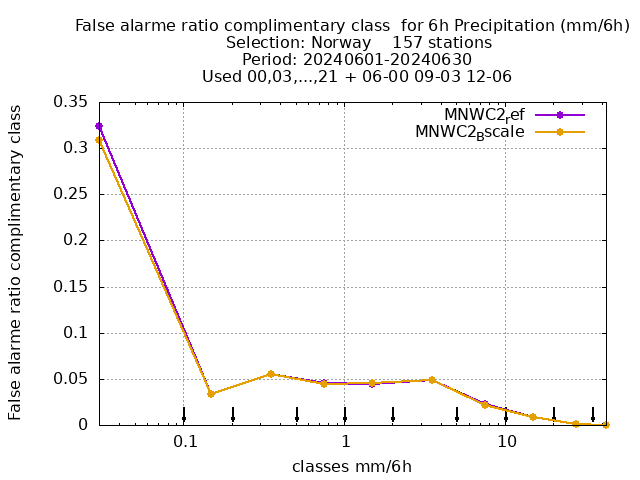 False alarme ratio complimentary class  for 6h Precipitation (mm/6h)
Selection: Norway    157 stations
Period: 20240601-20240630
Used 00,03,...,21 + 06-00 09-03 12-06
MNWC2ref
MNWC2Bscale
0.35
0.3
0.25
0.2
0.15
0.1
0.05
0
0.1
1
10
False alarme ratio complimentary class
classes mm/6h